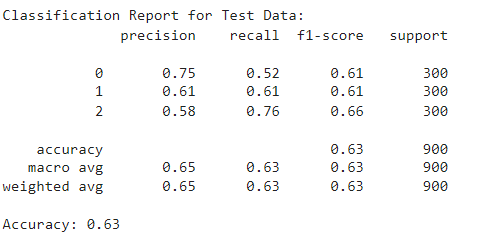 Classification Report for Test Data:
precision recall f1-score support
0 0.75 0.52 0.61 300
1 0.61 0.61 0.61 300
2 0.58 0.76 0.66 300
accuracy 0.63 900
macro avg 0.65 0.63 0.63 900
weighted avg 0.65 0.63 0.63 900
Accuracy: 0.63